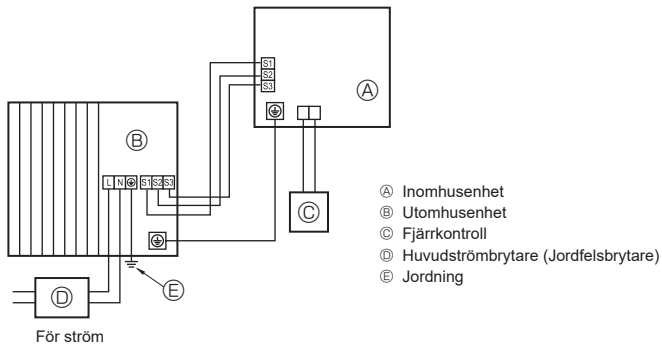 S1
S2
S3
Ⓐ
Ⓑ
L N S1 S2 S3
Ⓒ
Ⓓ
Ⓔ
För ström
Ⓐ Inomhusenhet
Ⓑ Utomhusenhet
Ⓒ Fjärrkontroll
Ⓓ Huvudströmbrytare (Jordfelsbrytare)
Ⓔ Jordning